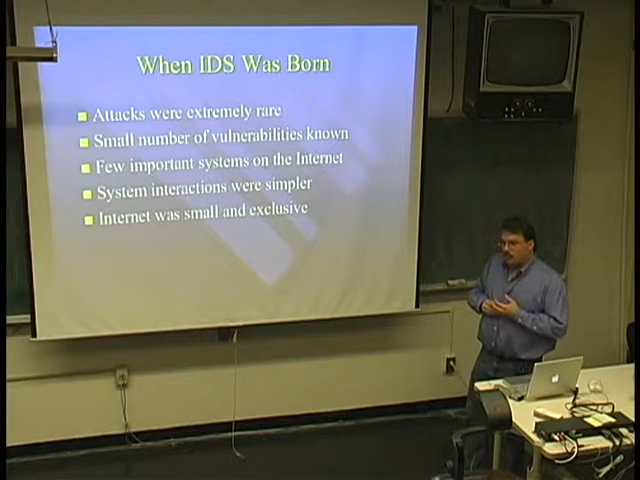 When IDS Was Born
Attacks were extremely rare
Small number of vulnerabilities known
Few important systems on the Internet
System interactions were simpler
Internet was small and exclusive